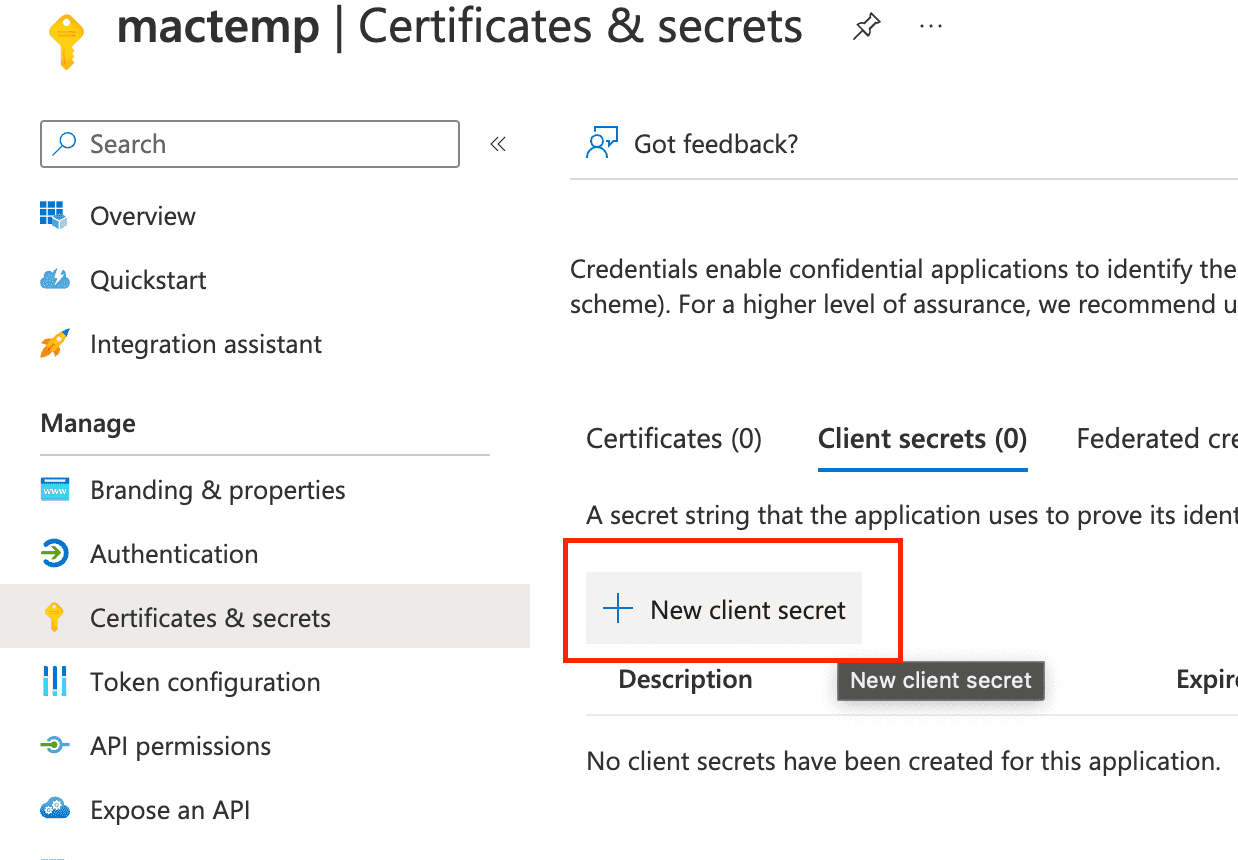 mactemp | Certificates & secrets
Search
Got feedback?
Overview
Quickstart
Integration assistant
Manage
Branding & properties
Authentication
Certificates & secrets
Token configuration
API permissions
Expose an API
Credentials enable confidential applications to identify the
scheme). For a higher level of assurance, we recommend u
Certificates (0)
Client secrets (0)
Federated cre
A secret string that the application uses to prove its ident
New client secret
Description
New client secret
Expire
No client secrets have been created for this application.